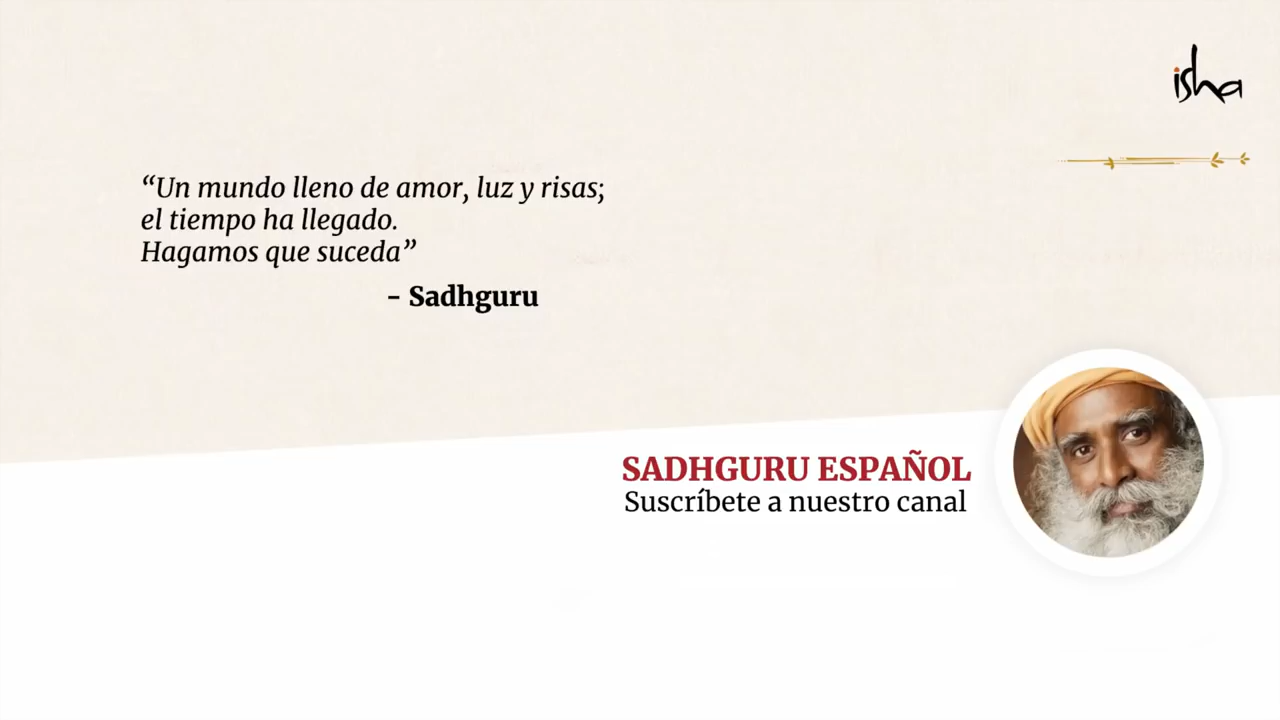 isha
“Un mundo lleno de amor, luz y risas;
el tiempo ha llegado.
Hagamos que suceda”
- Sadhguru
SADHGURU ESPAÑOL
Suscríbete a nuestro canal